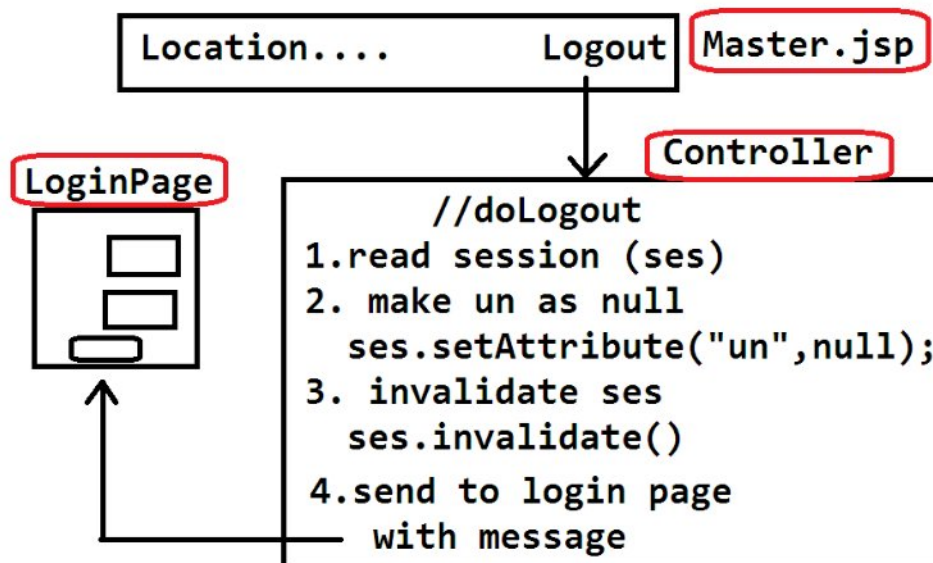 Location.... Logout
Master.jsp
Controller
LoginPage
//doLogout
1.read session (ses)
2. make un as null
ses.setAttribute("un",null);
3. invalidate ses
ses.invalidate()
4.send to login page
with message